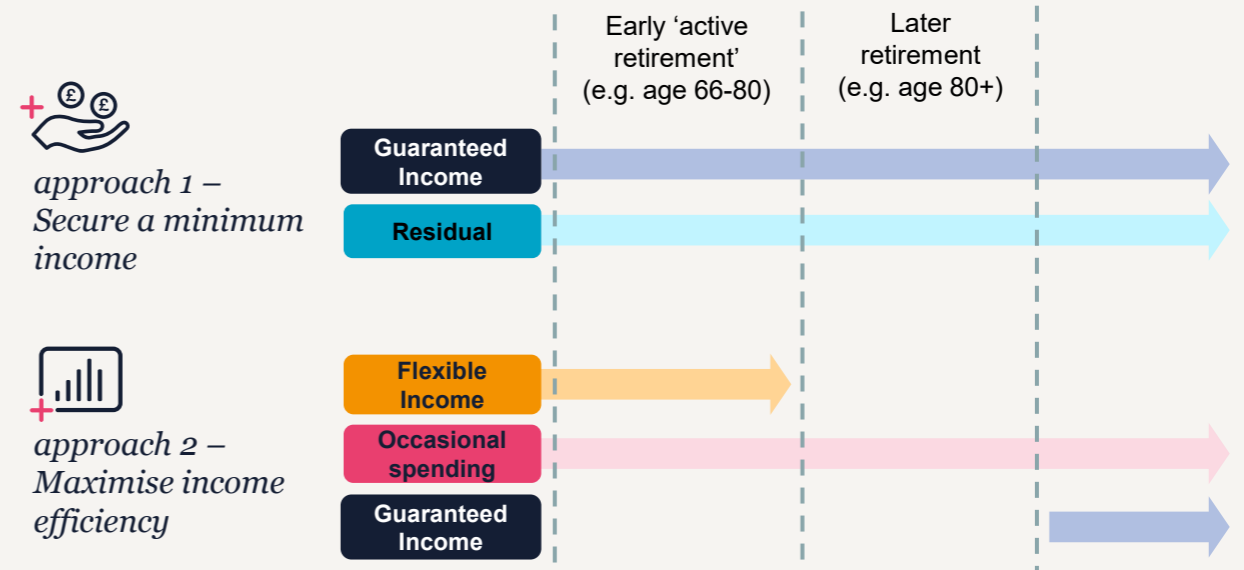 Early ‘active
retirement’
(e.g. age 66-80)
Later
retirement
(e.g. age 80+)
£
£
approach 1 –
Secure a minimum
income
Guaranteed
Income
Residual
approach 2 –
Maximise income
efficiency
Flexible
Income
Occasional
spending
Guaranteed
Income